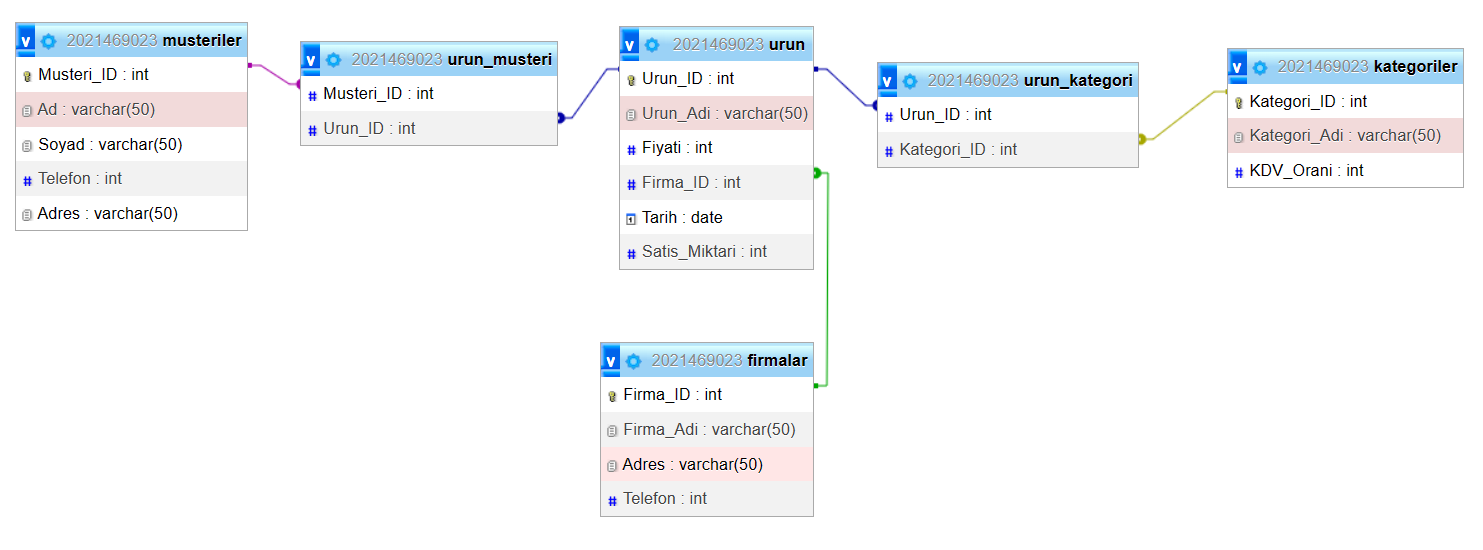 v 2021469023 musteriler
Musteri_ID : int
Ad : varchar(50)
Soyad : varchar(50)
# Telefon : int
Adres : varchar(50)
v 2021469023 urun_musteri
# Musteri_ID : int
# Urun_ID : int
v 2021469023 urun
Urun_ID : int
Urun_Adi : varchar(50)
# Fiyati : int
# Firma_ID : int
Tarih : date
# Satis_Miktari : int
v 2021469023 urun_kategori
# Urun_ID : int
# Kategori_ID : int
v 2021469023 kategoriler
Kategori_ID : int
Kategori_Adi : varchar(50)
# KDV_Orani : int
v 2021469023 firmalar
Firma_ID : int
Firma_Adi : varchar(50)
Adres : varchar(50)
# Telefon : int